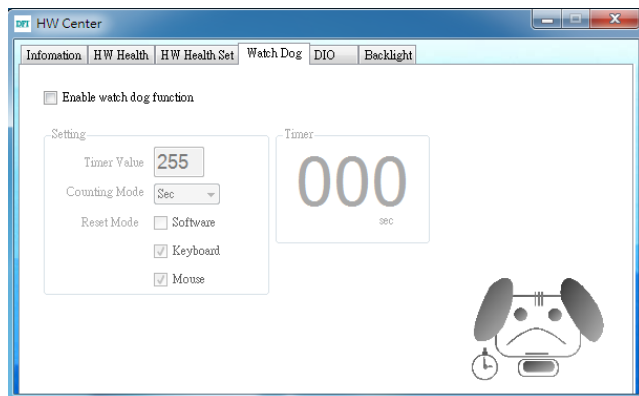 DFI HW Center
Infomation HW Health HW Health Set Watch Dog DIO Backlight
Enable watch dog function
Setting
Timer Value 255
Counting Mode Sec
Reset Mode Software
Keyboard
Mouse
Timer
000
sec